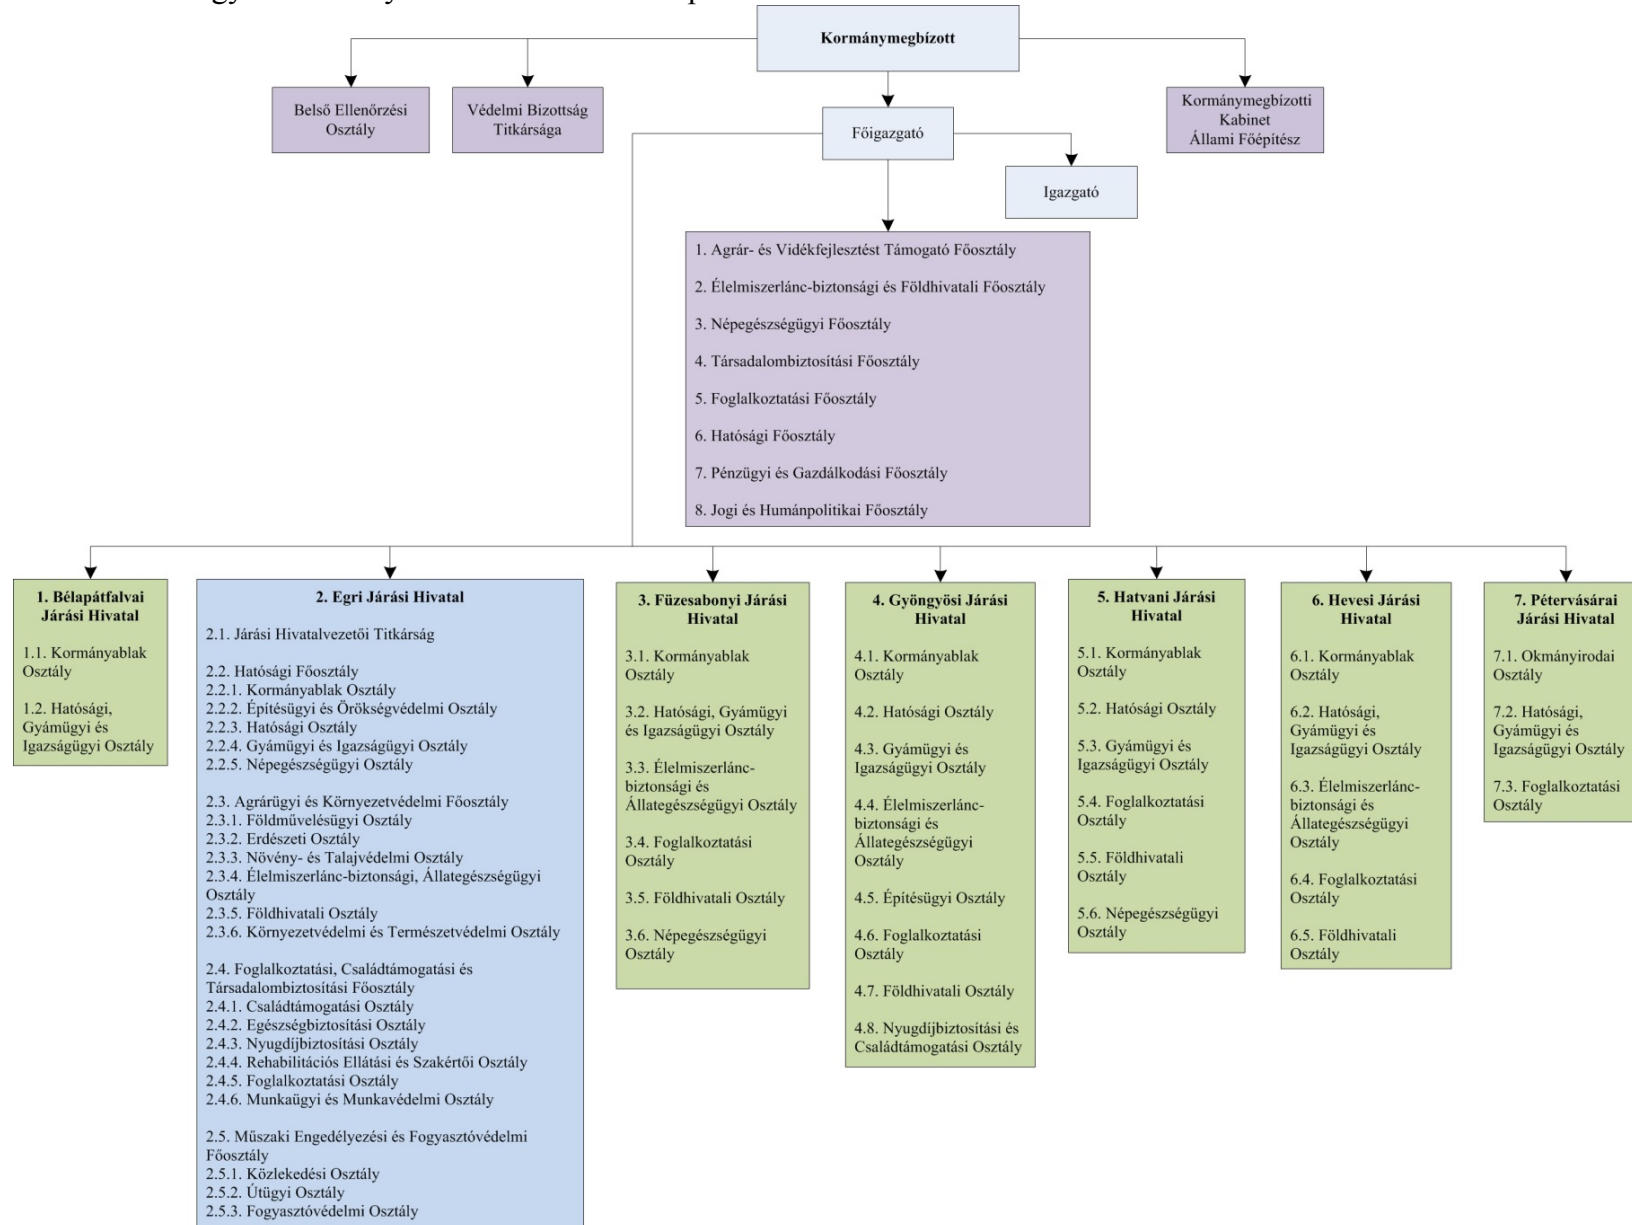 Kormánymegbízott
Belső Ellenőrzési
Osztály
Védelmi Bizottság
Titkársága
Kormánymegbízotti
Kabinet
Állami Főépítész
Főigazgató
Igazgató
1. Agrár- és Vidékfejlesztést Támogató Főosztály
2. Élelmiszerlánc-biztonsági és Földhivatali Főosztály
3. Népegészségügyi Főosztály
4. Társadalombiztosítási Főosztály
5. Foglalkoztatási Főosztály
6. Hatósági Főosztály
7. Pénzügyi és Gazdálkodási Főosztály
8. Jogi és Humánpolitikai Főosztály
1. Bélapátfalvai
Járási Hivatal
1.1. Kormányablak
Osztály
1.2. Hatósági,
Gyámügyi és
Igazságügyi Osztály
2. Egri Járási Hivatal
2.1. Járási Hivatalvezetői Titkárság
2.2. Hatósági Főosztály
2.2.1. Kormányablak Osztály
2.2.2. Építésügyi és Örökségvédelmi Osztály
2.2.3. Hatósági Osztály
2.2.4. Gyámügyi és Igazságügyi Osztály
2.2.5. Népegészségügyi Osztály
2.3. Agrárügyi és Környezetvédelmi Főosztály
2.3.1. Földművelésügyi Osztály
2.3.2. Erdészeti Osztály
2.3.3. Növény- és Talajvédelmi Osztály
2.3.4. Élelmiszerlánc-biztonsági, Állategészségügyi
Osztály
2.3.5. Földhivatali Osztály
2.3.6. Környezetvédelmi és Természetvédelmi Osztály
2.4. Foglalkoztatási, Családtámogatási és
Társadalombiztosítási Főosztály
2.4.1. Családtámogatási Osztály
2.4.2. Egészségbiztosítási Osztály
2.4.3. Nyugdíjbiztosítási Osztály
2.4.4. Rehabilitációs Ellátási és Szakértői Osztály
2.4.5. Foglalkoztatási Osztály
2.4.6. Munkaügyi és Munkavédelmi Osztály
2.5. Műszaki Engedélyezési és Fogyasztóvédelmi
Főosztály
2.5.1. Közlekedési Osztály
2.5.2. Útügyi Osztály
2.5.3. Fogyasztóvédelmi Osztály
3. Füzesabonyi Járási
Hivatal
3.1. Kormányablak
Osztály
3.2. Hatósági, Gyámügyi
és Igazságügyi Osztály
3.3. Élelmiszerlánc-
biztonsági és
Állategészségügyi Osztály
3.4. Foglalkoztatási
Osztály
3.5. Földhivatali Osztály
3.6. Népegészségügyi
Osztály
4. Gyöngyösi Járási
Hivatal
4.1. Kormányablak
Osztály
4.2. Hatósági Osztály
4.3. Gyámügyi és
Igazságügyi Osztály
4.4. Élelmiszerlánc-
biztonsági és
Állategészségügyi
Osztály
4.5. Építésügyi Osztály
4.6. Foglalkoztatási
Osztály
4.7. Földhivatali Osztály
4.8. Nyugdíjbiztosítási és
Családtámogatási Osztály
5. Hatvani Járási
Hivatal
5.1. Kormányablak
Osztály
5.2. Hatósági Osztály
5.3. Gyámügyi és
Igazságügyi Osztály
5.4. Foglalkoztatási
Osztály
5.5. Földhivatali
Osztály
5.6. Népegészségügyi
Osztály
6. Hevesi Járási
Hivatal
6.1. Kormányablak
Osztály
6.2. Hatósági,
Gyámügyi és
Igazságügyi Osztály
6.3. Élelmiszerlánc-
biztonsági és
Állategészségügyi
Osztály
6.4. Foglalkoztatási
Osztály
6.5. Földhivatali
Osztály
7. Pétervásárai
Járási Hivatal
7.1. Okmányirodai
Osztály
7.2. Hatósági,
Gyámügyi és
Igazságügyi Osztály
7.3. Foglalkoztatási
Osztály